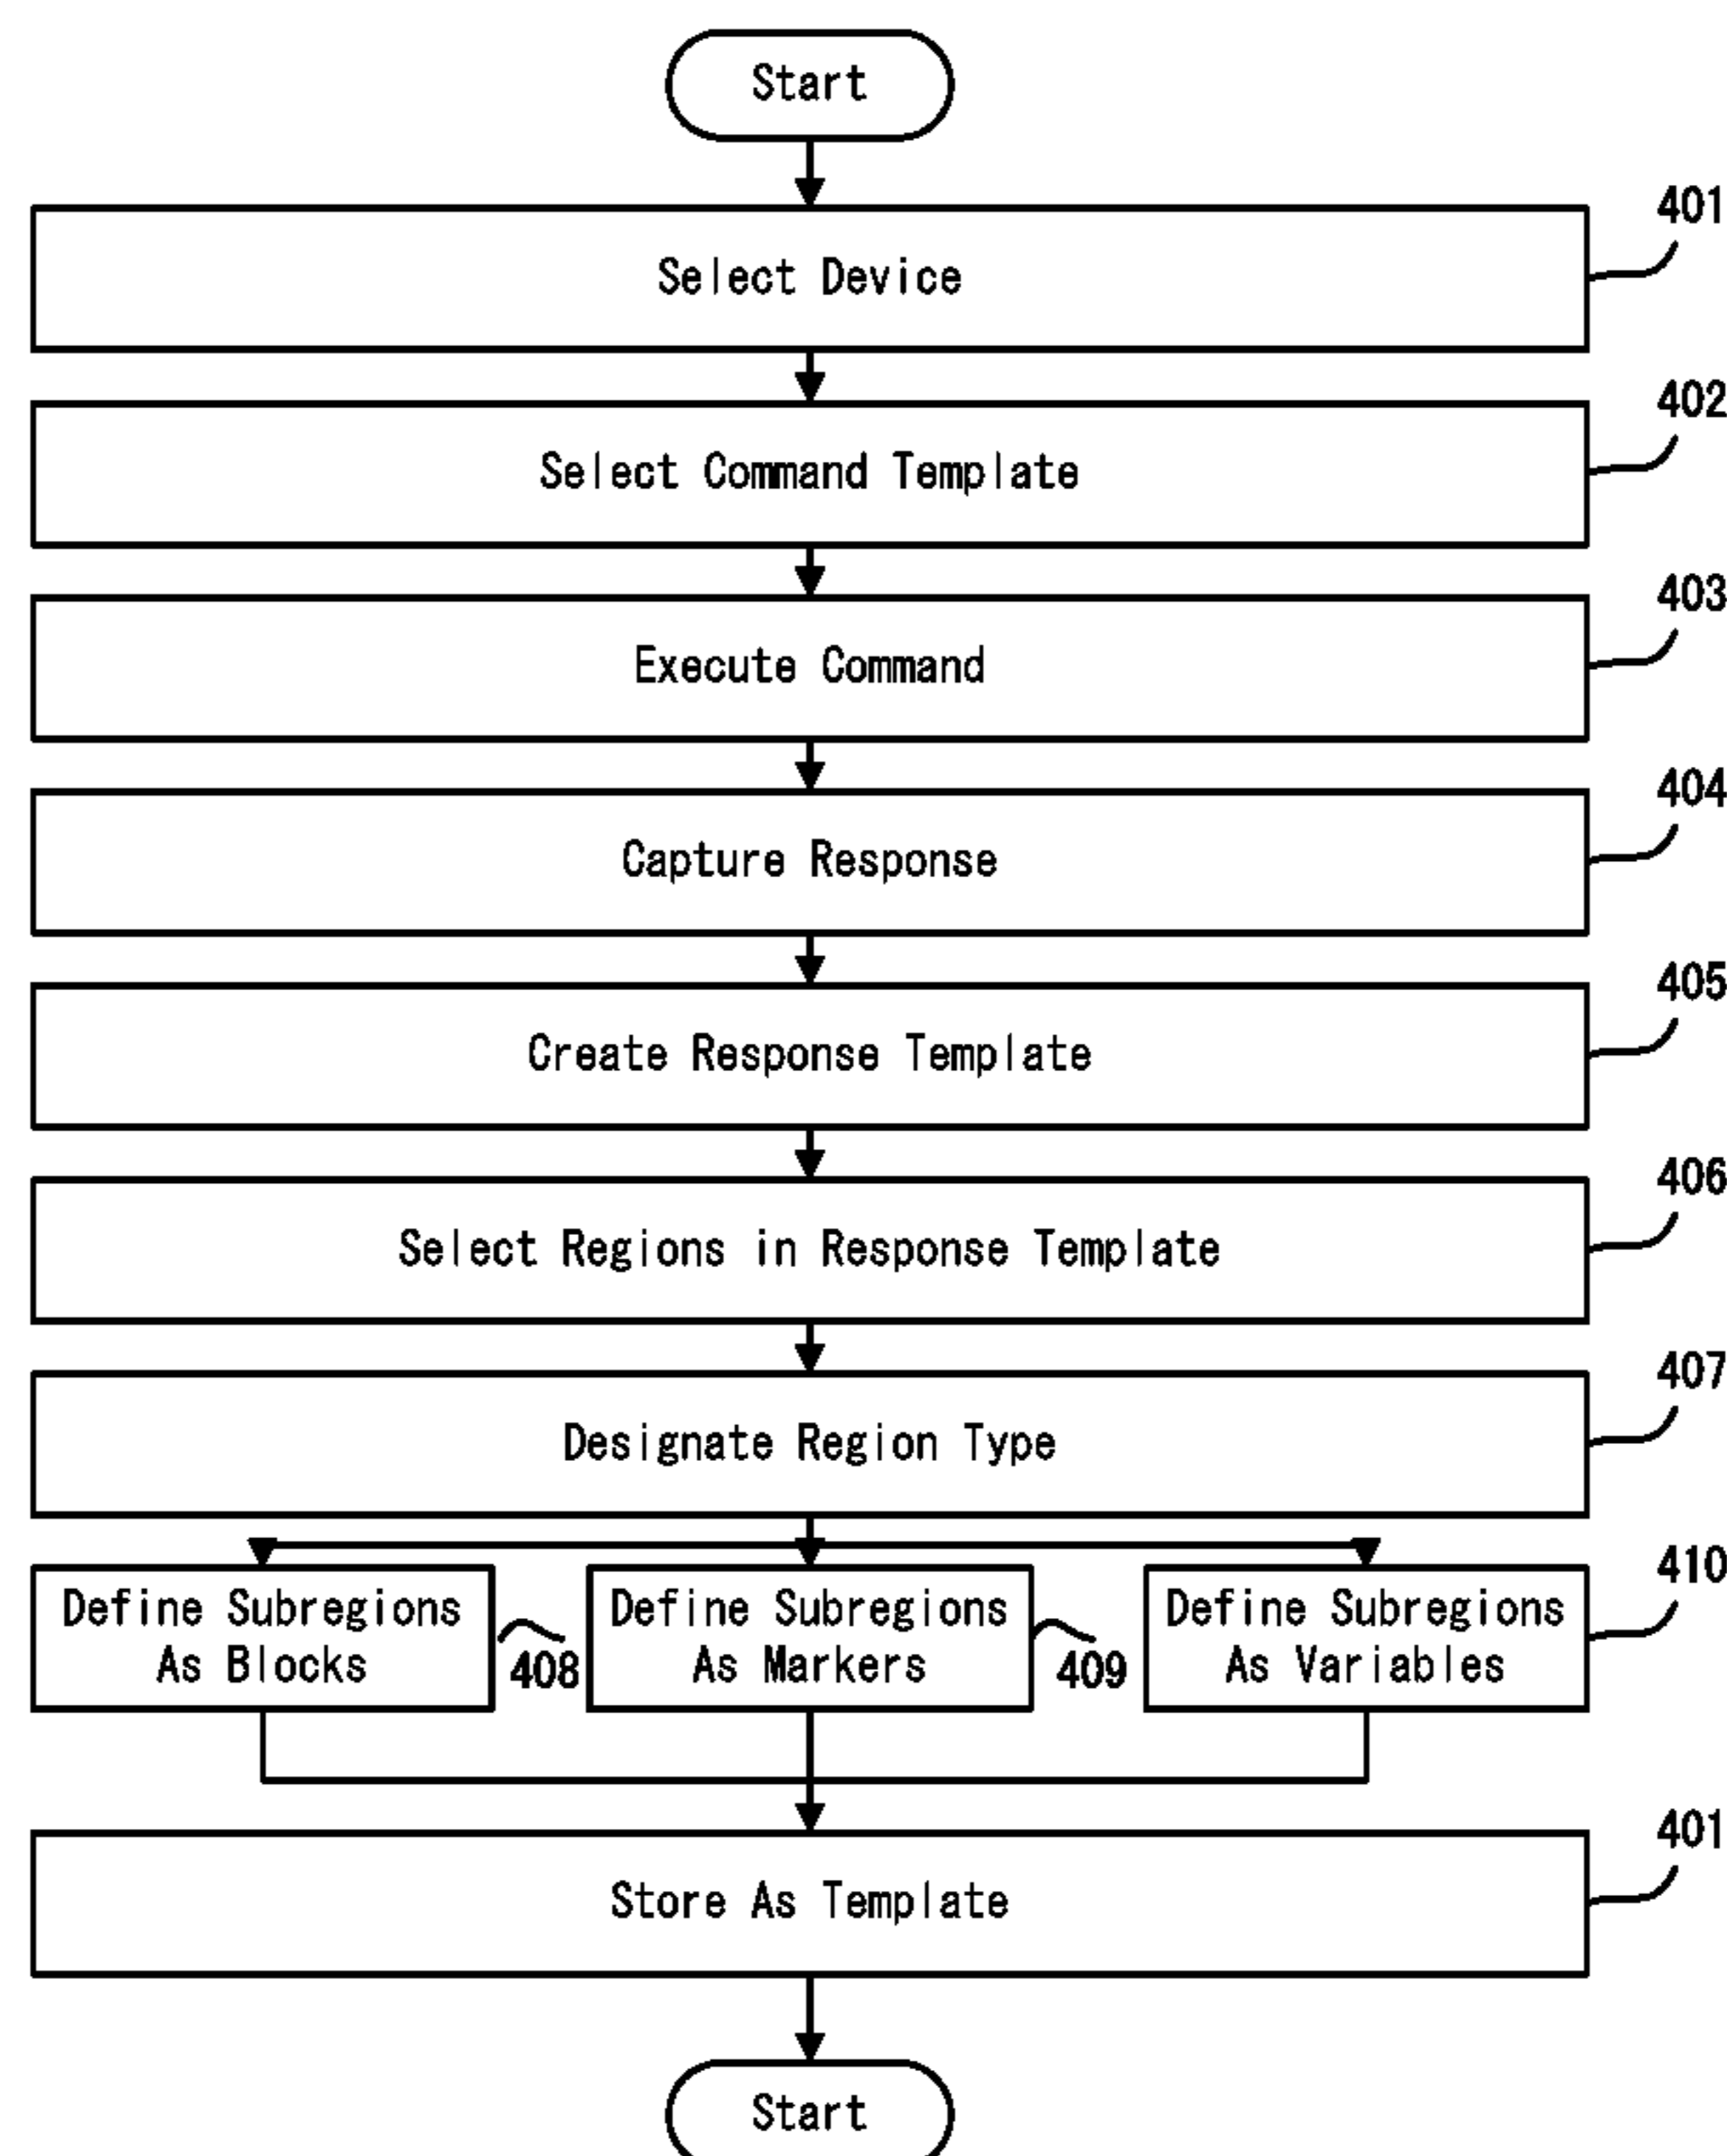 Start
401
Select Device
402
Select Command Template
403
Execute Command
404
Capture Response
405
Create Response Template
406
Select Regions in Response Template
407
Designate Region Type
410
Define Subregions
As Blocks
408
Define Subregions
As Markers
409
Define Subregions
As Variables
401
Store As Template
Start